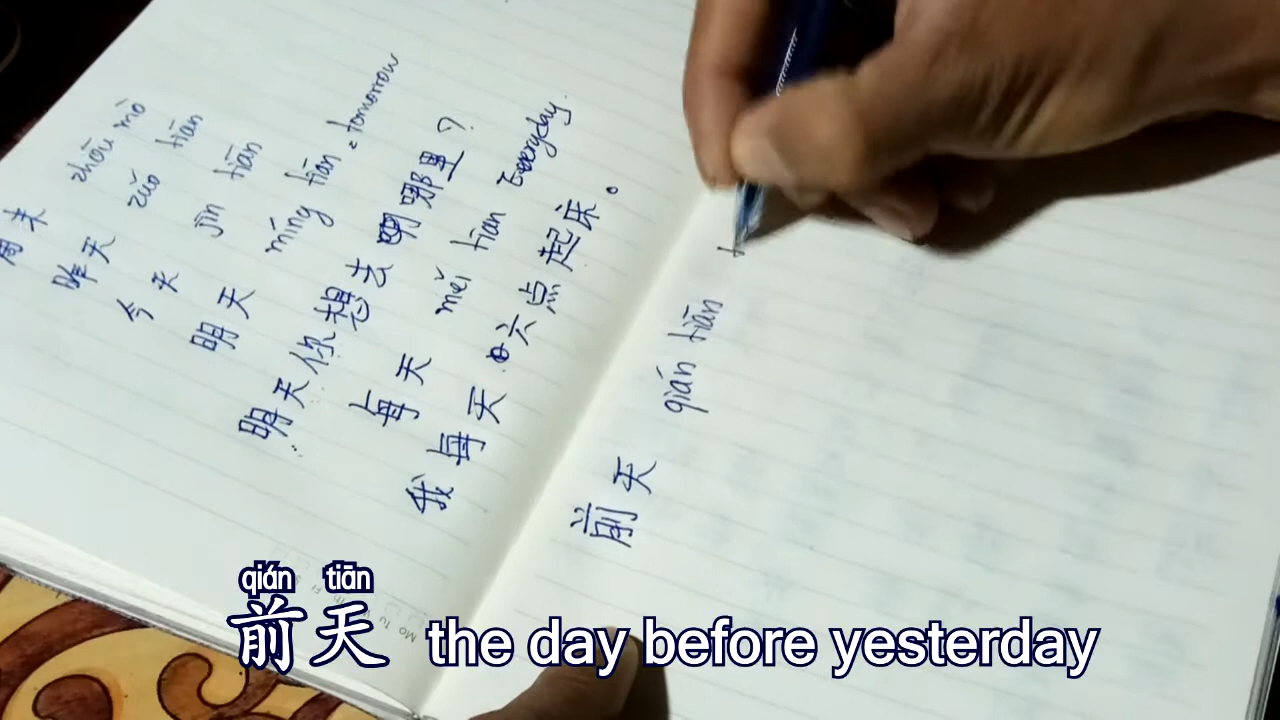 周末 zhōu mò
昨天 zuó tiān
今天 jīn tiān
明天 míng tiān = tomorrow
明天你想去哪里?
每天 měi tian Everyday.
我每天六点起床。
前天 qián tiān t
qián tiān
前天 the day before yesterday